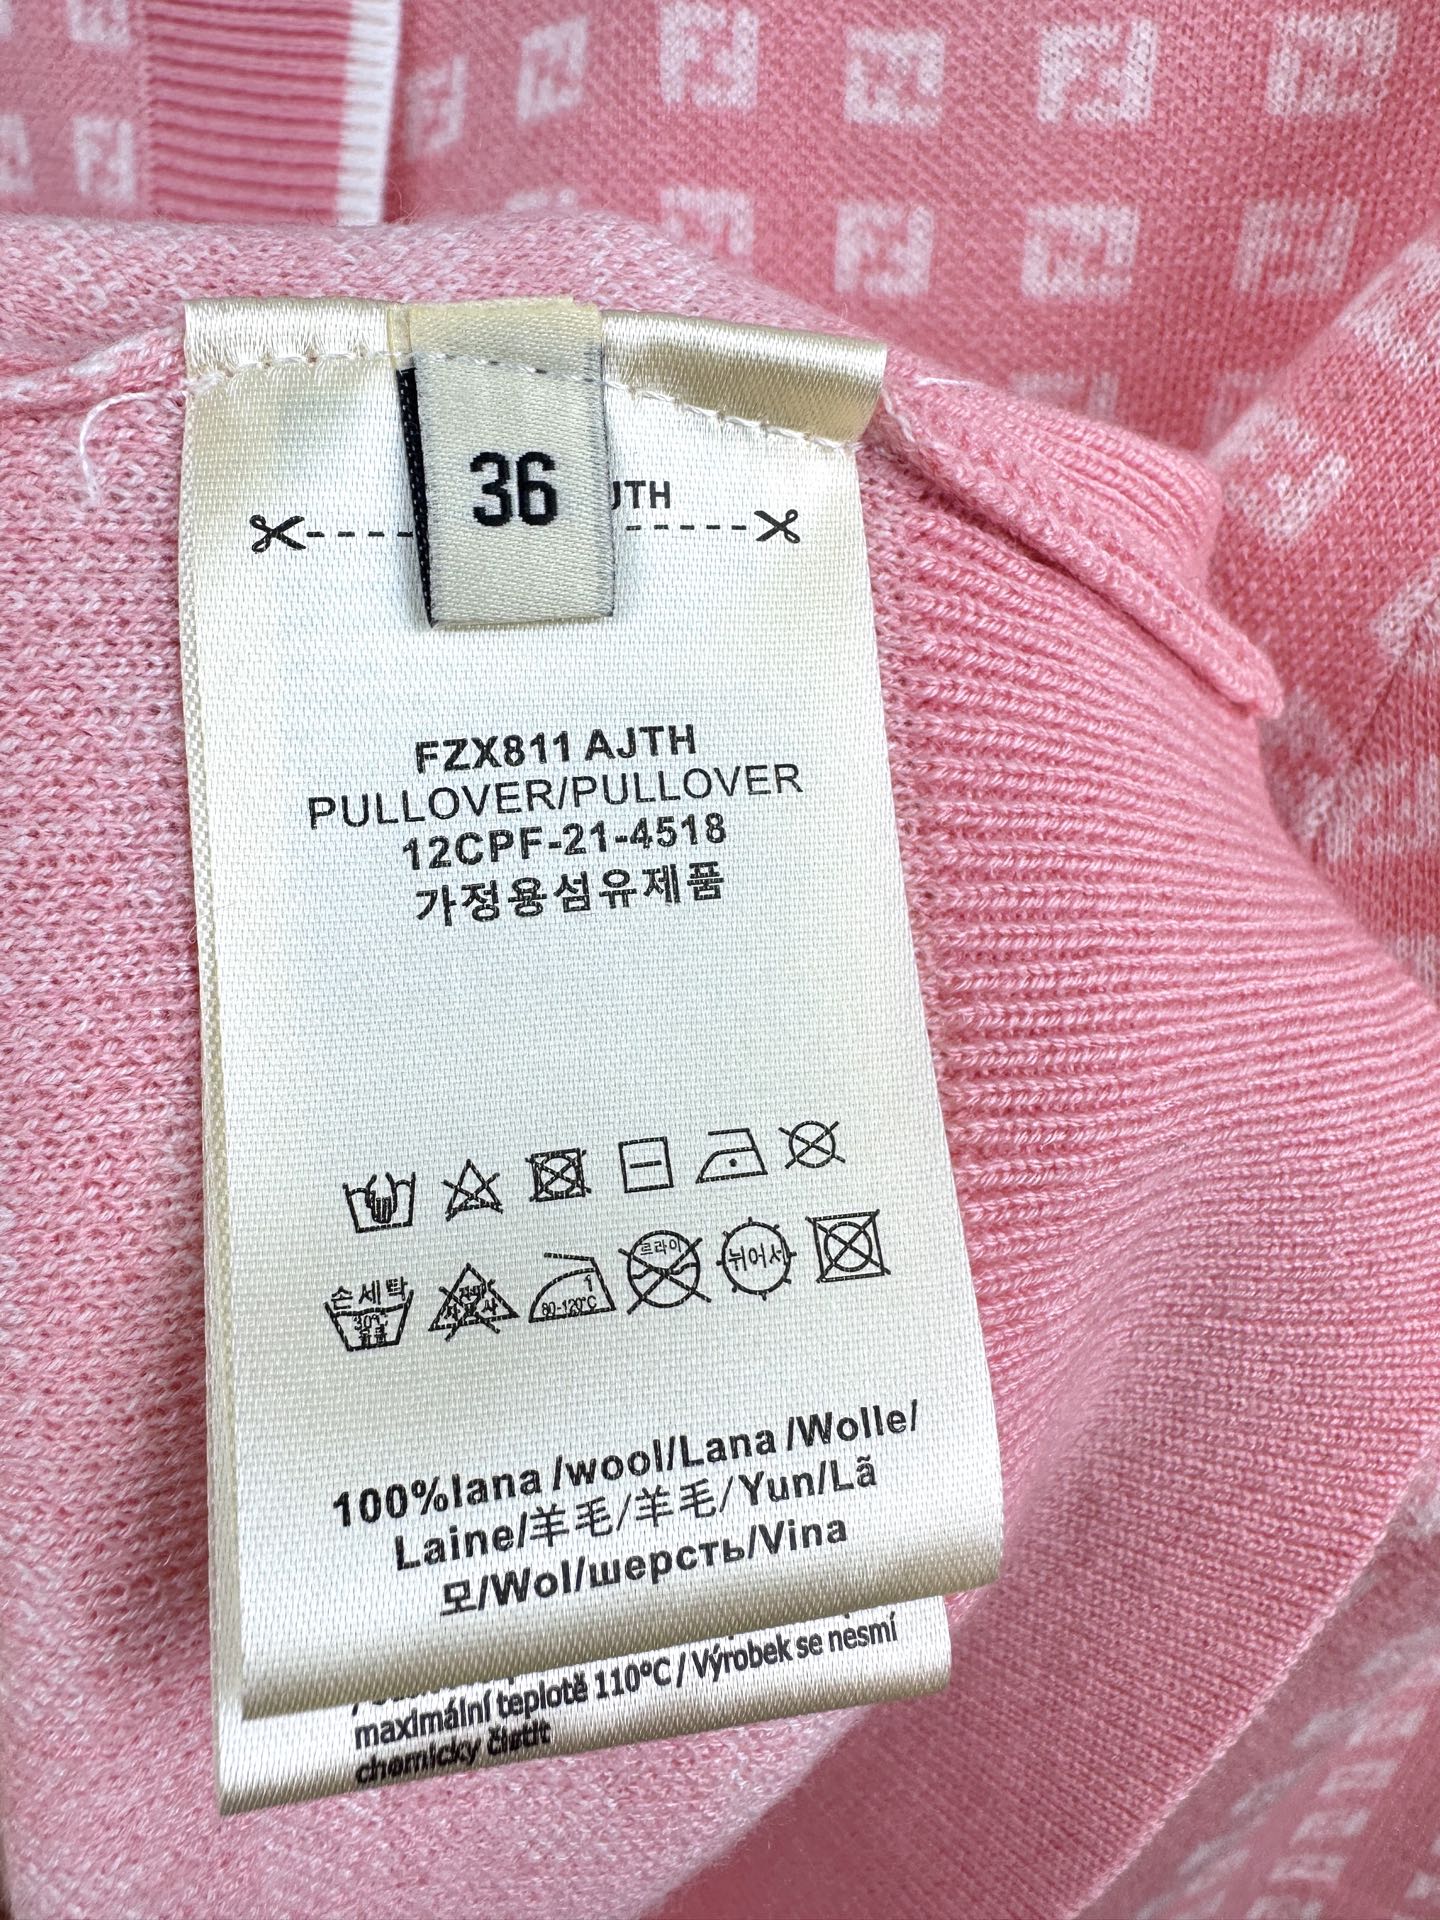 36
JTH
FZX811 AJTH
PULLOVER/PULLOVER
12CPF-21-4518
가정용섬유제품
손세탁
30℃
80-120℃
1
드라이
뉘어서
100%lana/wool/Lana/Wolle/
Laine/羊毛/羊毛/Yun/Lã
모/Wol/шерсть/Vina
maximální teplotě 110°C / Výrobek se nesmí
chemicky čistit